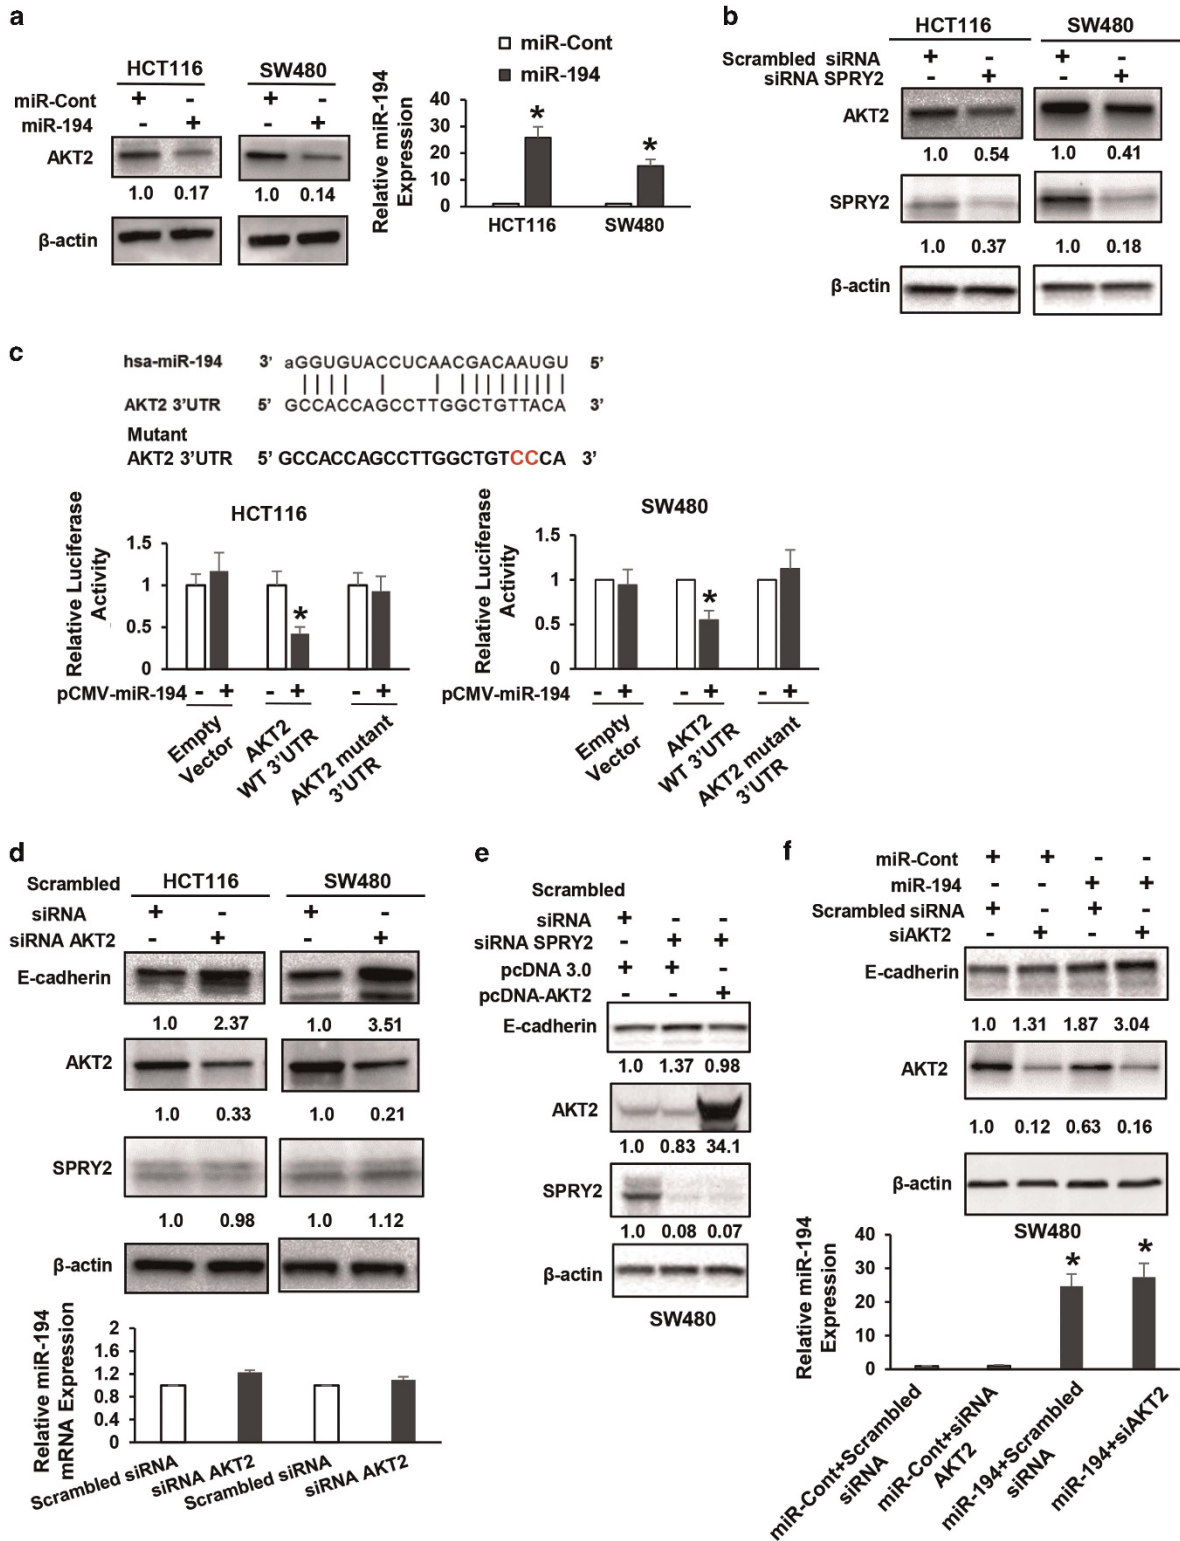 a
HCT116 SW480
miR-Cont + - + -
miR-194 - + - +
AKT2
1.0 0.17 1.0 0.14
β-actin
miR-Cont
miR-194
Relative miR-194
Expression
40
30
20
10
0
* *
HCT116 SW480
b
HCT116 SW480
Scrambled siRNA + - + -
siRNA SPRY2 - + - +
AKT2
1.0 0.54 1.0 0.41
SPRY2
1.0 0.37 1.0 0.18
β-actin
c
hsa-miR-194 3' aGGUGUACCUCAACGACAAUGU 5'
AKT2 3'UTR 5' GCCACCAGCCTTGGCTGTTACA 3'
Mutant
AKT2 3'UTR 5' GCCACCAGCCTTGGCTGTCCCA 3'
HCT116
Relative Luciferase
Activity
1.5
1
0.5
0
*
pCMV-miR-194 - + - + - +
Empty
Vector
AKT2
WT 3'UTR
AKT2 mutant
3'UTR
SW480
Relative Luciferase
Activity
1.5
1
0.5
0
*
pCMV-miR-194 - + - + - +
Empty
Vector
AKT2
WT 3'UTR
AKT2 mutant
3'UTR
d
Scrambled HCT116 SW480
siRNA + - + -
siRNA AKT2 - + - +
E-cadherin
1.0 2.37 1.0 3.51
AKT2
1.0 0.33 1.0 0.21
SPRY2
1.0 0.98 1.0 1.12
β-actin
Relative miR-194
mRNA Expression
2
1.6
1.2
0.8
0.4
0
Scrambled siRNA
siRNA AKT2
Scrambled siRNA
siRNA AKT2
e
Scrambled
siRNA + - -
siRNA SPRY2 - + +
pcDNA 3.0 + + -
pcDNA-AKT2 - - +
E-cadherin
1.0 1.37 0.98
AKT2
1.0 0.83 34.1
SPRY2
1.0 0.08 0.07
β-actin
SW480
f
miR-Cont + + - -
miR-194 - - + +
Scrambled siRNA + - + -
siAKT2 - + - +
E-cadherin
1.0 1.31 1.87 3.04
AKT2
1.0 0.12 0.63 0.16
β-actin
SW480
Relative miR-194
Expression
40
30
20
10
0
* *
miR-Cont+Scrambled
siRNA
miR-Cont+siRNA
AKT2
miR-194+Scrambled
siRNA
miR-194+siAKT2